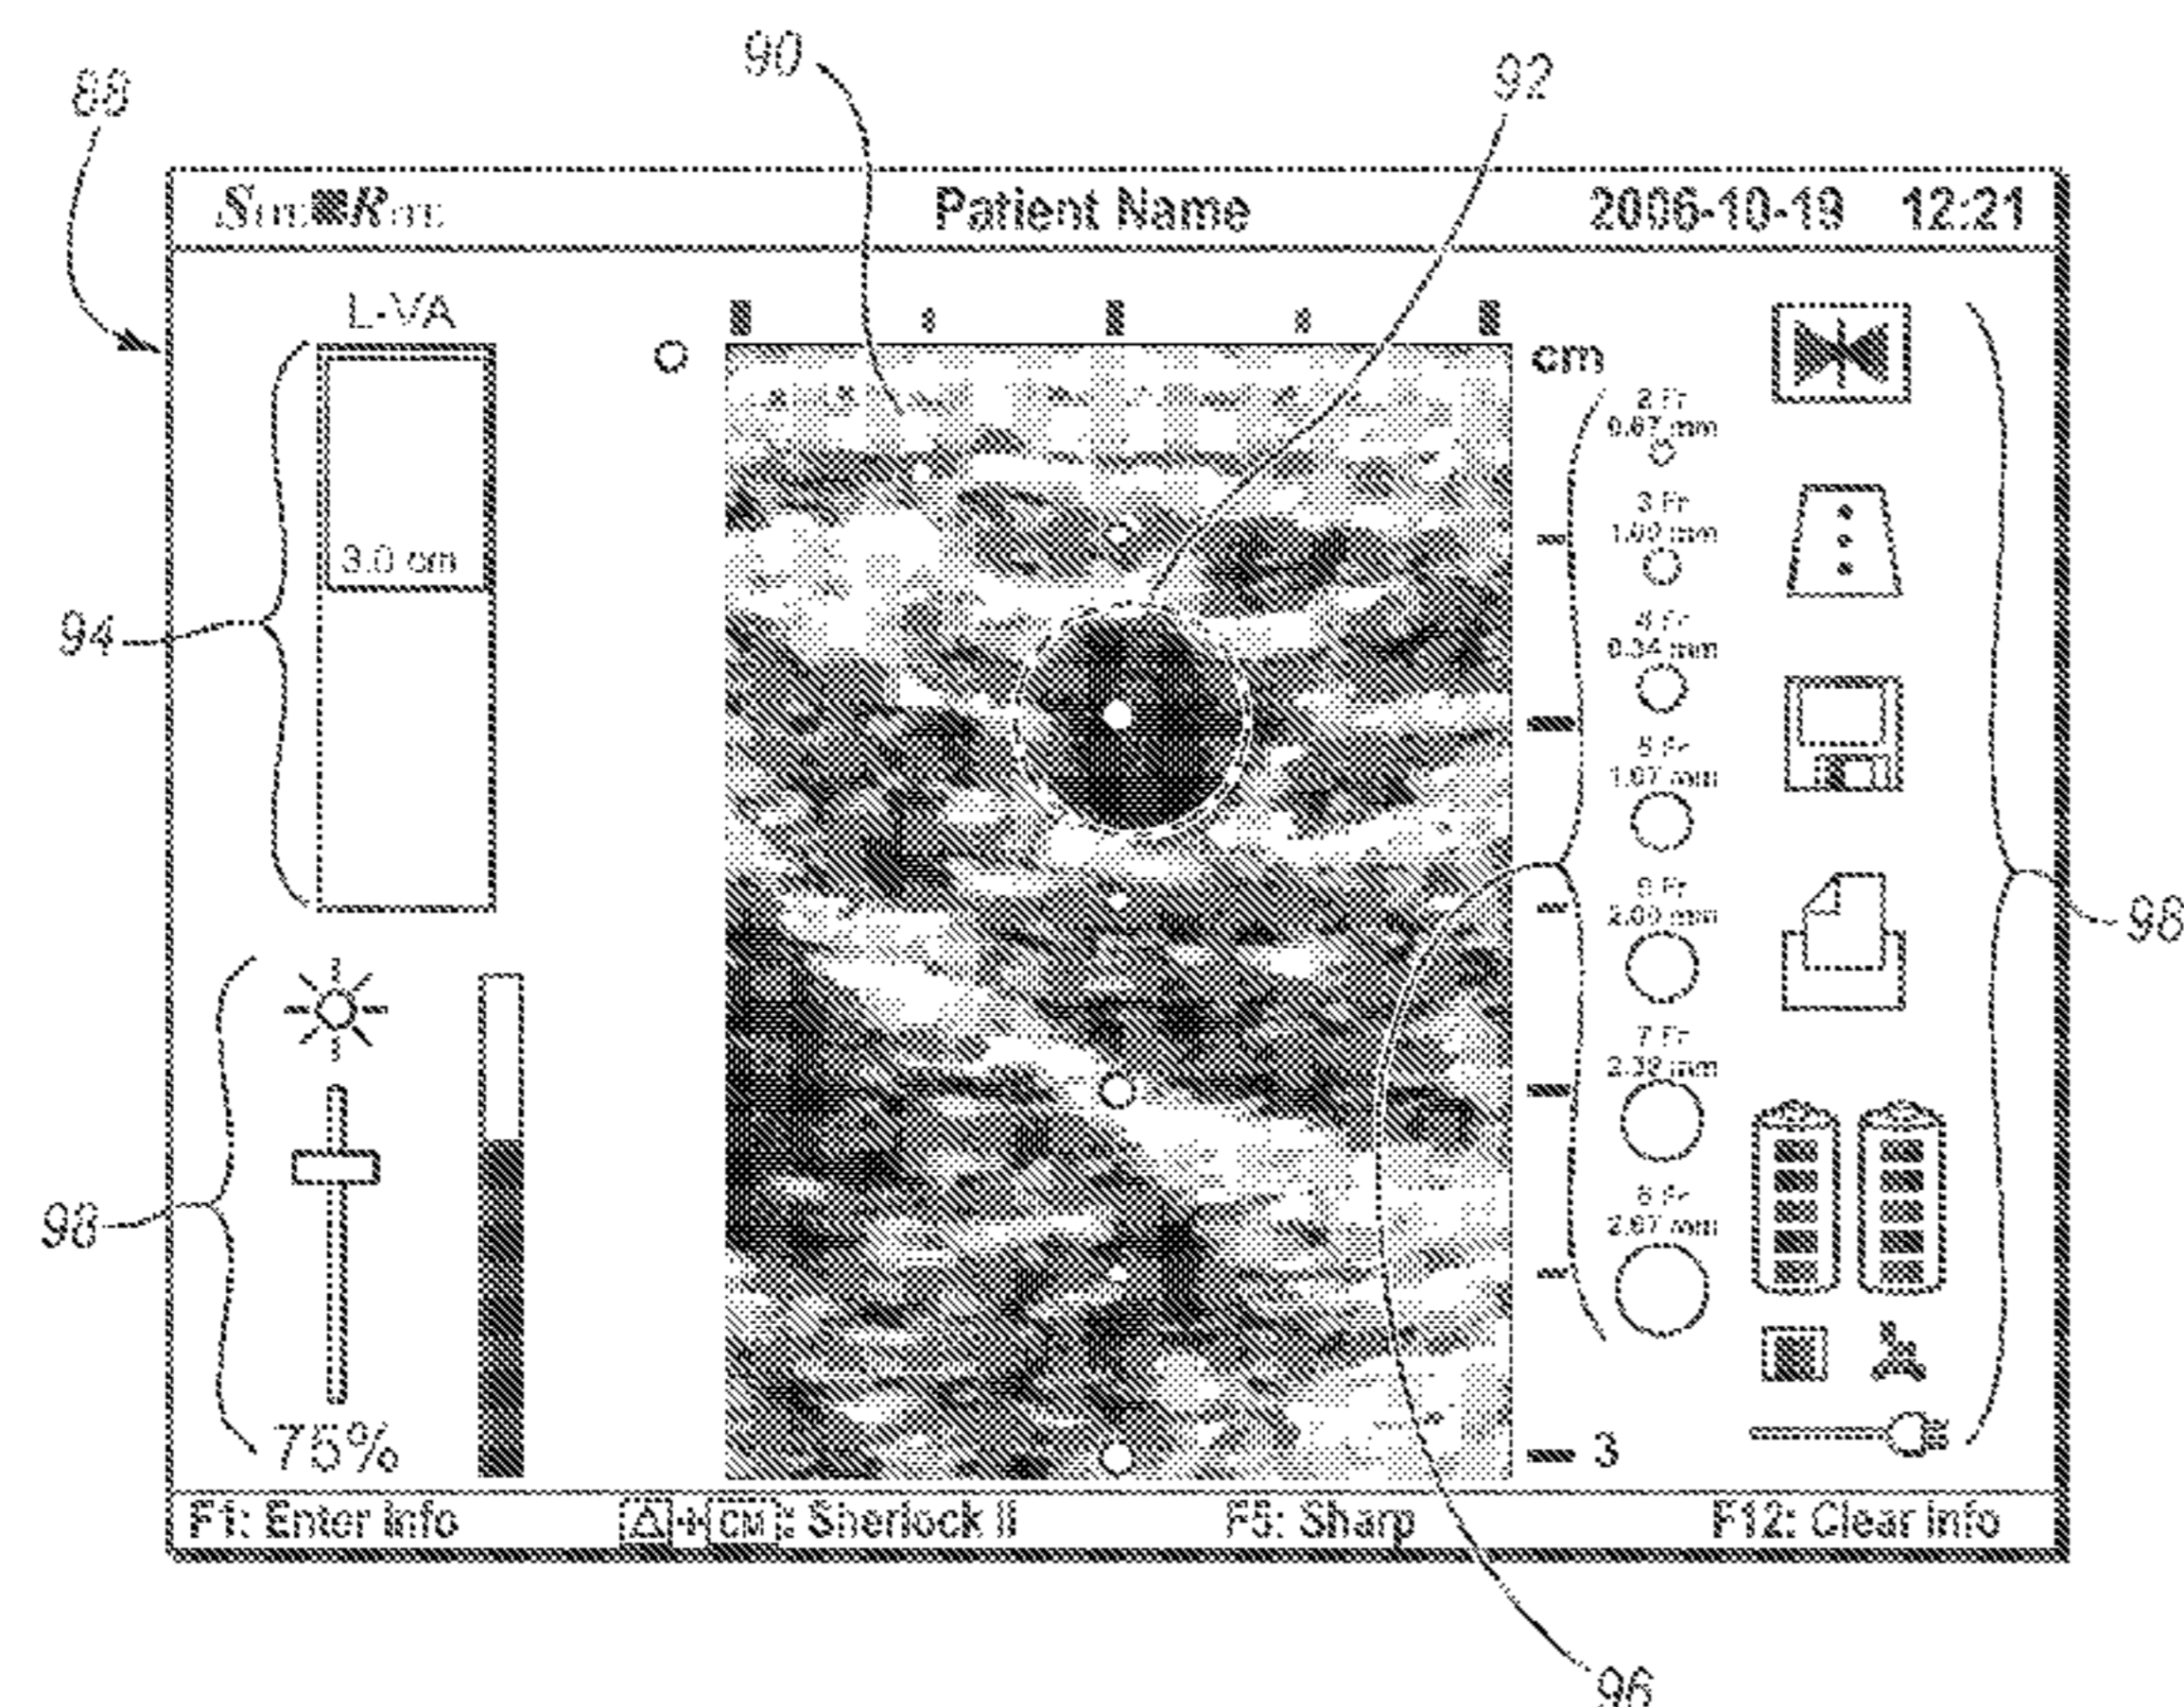 90
92
88
Patient Name
2006-10-19 12:21
L-VA
cm
2 Fr
0.67 mm
3 Fr
1.00 mm
3.0 cm
94
4 Fr
5 Fr
1.67 mm
6 Fr
2.00 mm
98
7 Fr
98
2.67 mm
75%
3
F1: Enter Info
△+CM: Sherlock II
F5: Sharp
F12: Clear Info
96